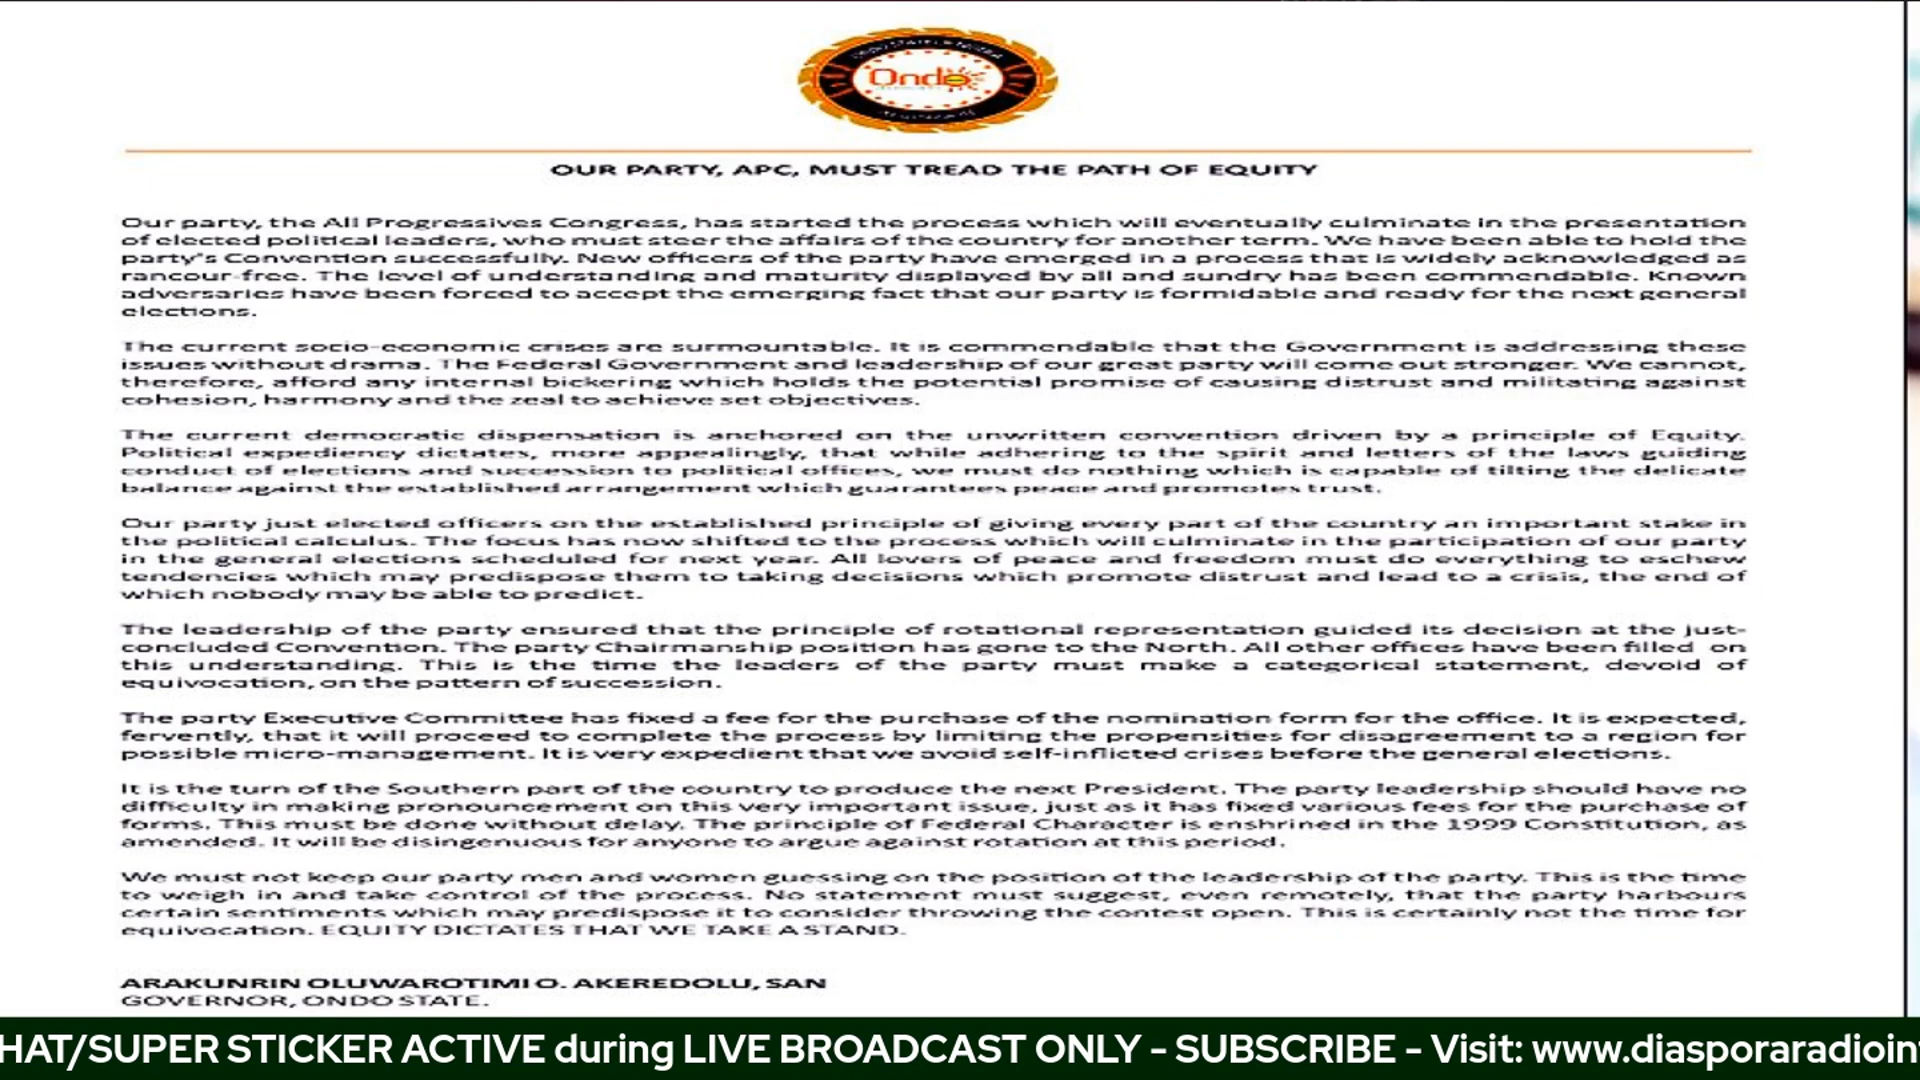 Ondo
OUR PARTY, APC, MUST TREAD THE PATH OF EQUITY
Our party, the All Progressives Congress, has started the process which will eventually culminate in the presentation
of elected political leaders, who must steer the affairs of the country for another term. We have been able to hold the
party's Convention successfully. New officers of the party have emerged in a process that is widely acknowledged as
rancour-free. The level of understanding and maturity displayed by all and sundry has been commendable. Known
adversaries have been forced to accept the emerging fact that our party is formidable and ready for the next general
elections.
The current socio-economic crises are surmountable. It is commendable that the Government is addressing these
issues without drama. The Federal Government and leadership of our great party will come out stronger. We cannot,
therefore, afford any internal bickering which holds the potential promise of causing distrust and militating against
cohesion, harmony and the zeal to achieve set objectives.
The current democratic dispensation is anchored on the unwritten convention driven by a principle of Equity.
Political expediency dictates, more appealingly, that while adhering to the spirit and letters of the laws guiding
conduct of elections and succession to political offices, we must do nothing which is capable of tilting the delicate
balance against the established arrangement which guarantees peace and promotes trust.
Our party just elected officers on the established principle of giving every part of the country an important stake in
the political calculus. The focus has now shifted to the process which will culminate in the participation of our party
in the general elections scheduled for next year. All lovers of peace and freedom must do everything to eschew
tendencies which may predispose them to taking decisions which promote distrust and lead to a crisis, the end of
which nobody may be able to predict.
The leadership of the party ensured that the principle of rotational representation guided its decision at the just-
concluded Convention. The party Chairmanship position has gone to the North. All other offices have been filled on
this understanding. This is the time the leaders of the party must make a categorical statement, devoid of
equivocation, on the pattern of succession.
The party Executive Committee has fixed a fee for the purchase of the nomination form for the office. It is expected,
fervently, that it will proceed to complete the process by limiting the propensities for disagreement to a region for
possible micro-management. It is very expedient that we avoid self-inflicted crises before the general elections.
It is the turn of the Southern part of the country to produce the next President. The party leadership should have no
difficulty in making pronouncement on this very important issue, just as it has fixed various fees for the purchase of
forms. This must be done without delay. The principle of Federal Character is enshrined in the 1999 Constitution, as
amended. It will be disingenuous for anyone to argue against rotation at this period.
We must not keep our party men and women guessing on the position of the leadership of the party. This is the time
to weigh in and take control of the process. No statement must suggest, even remotely, that the party harbours
certain sentiments which may predispose it to consider throwing the contest open. This is certainly not the time for
equivocation. EQUITY DICTATES THAT WE TAKE A STAND.
ARAKUNRIN OLUWAROTIMI O. AKEREDOLU, SAN
GOVERNOR, ONDO STATE.
HAT/SUPER STICKER ACTIVE during LIVE BROADCAST ONLY - SUBSCRIBE - Visit: www.diasporaradioin